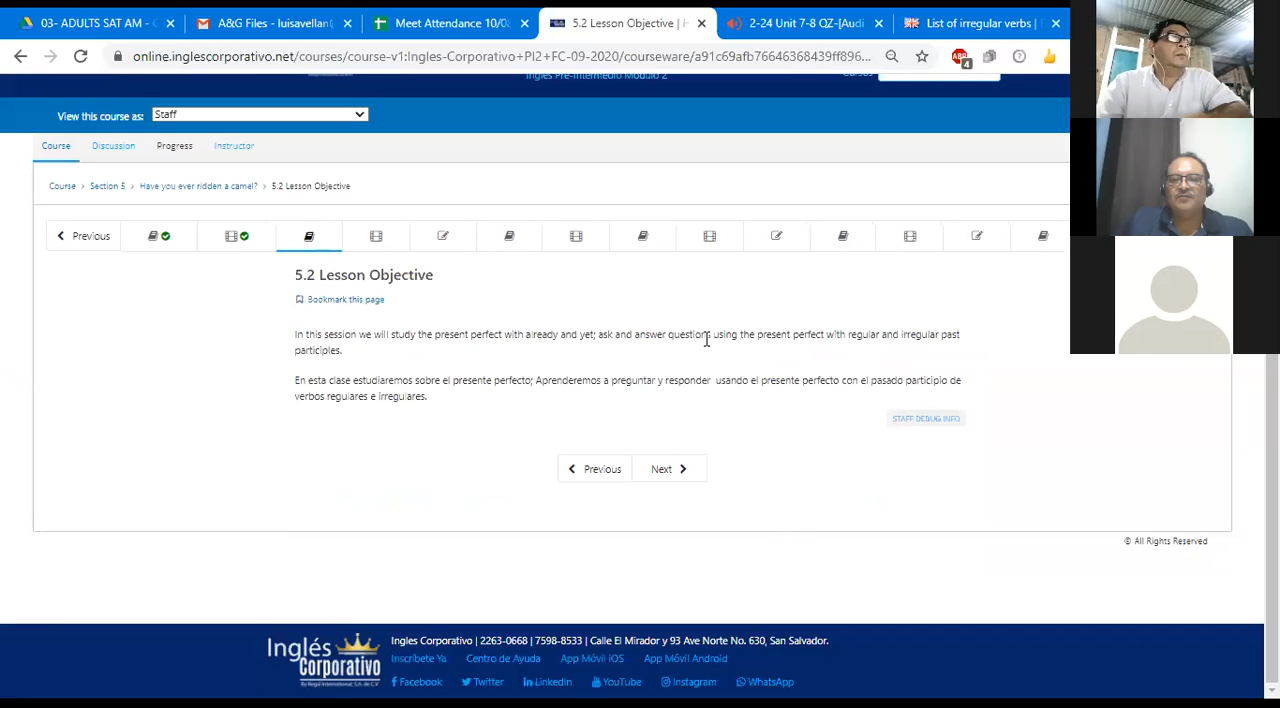 03- ADULTS SAT AM -
A&G Files - luisavellan
Meet Attendance 10/0
5.2 Lesson Objective |
2-24 Unit 7-8 QZ-[Audi
List of irregular verbs |
online.inglescorporativo.net/courses/course-v1:Ingles-Corporativo+PI2+FC-09-2020/courseware/a91c69afb76646368439ff896...
4
Ingles Pre-Intermedio Modulo 2
View this course as: Staff
Course Discussion Progress Instructor
Course > Section 5 > Have you ever ridden a camel? > 5.2 Lesson Objective
Previous
5.2 Lesson Objective
Bookmark this page
In this session we will study the present perfect with already and yet; ask and answer questions using the present perfect with regular and irregular past
participles.
En esta clase estudiaremos sobre el presente perfecto; Aprenderemos a preguntar y responder usando el presente perfecto con el pasado participio de
verbos regulares e irregulares.
STAFF DEBUG INFO
Previous Next
© All Rights Reserved
Inglés
Corporativo
Ingles Corporativo | 2263-0668 | 7598-8533 | Calle El Mirador y 93 Ave Norte No. 630, San Salvador.
Inscríbete Ya Centro de Ayuda App Móvil iOS App Móvil Android
Facebook Twitter Linkedin YouTube Instagram WhatsApp